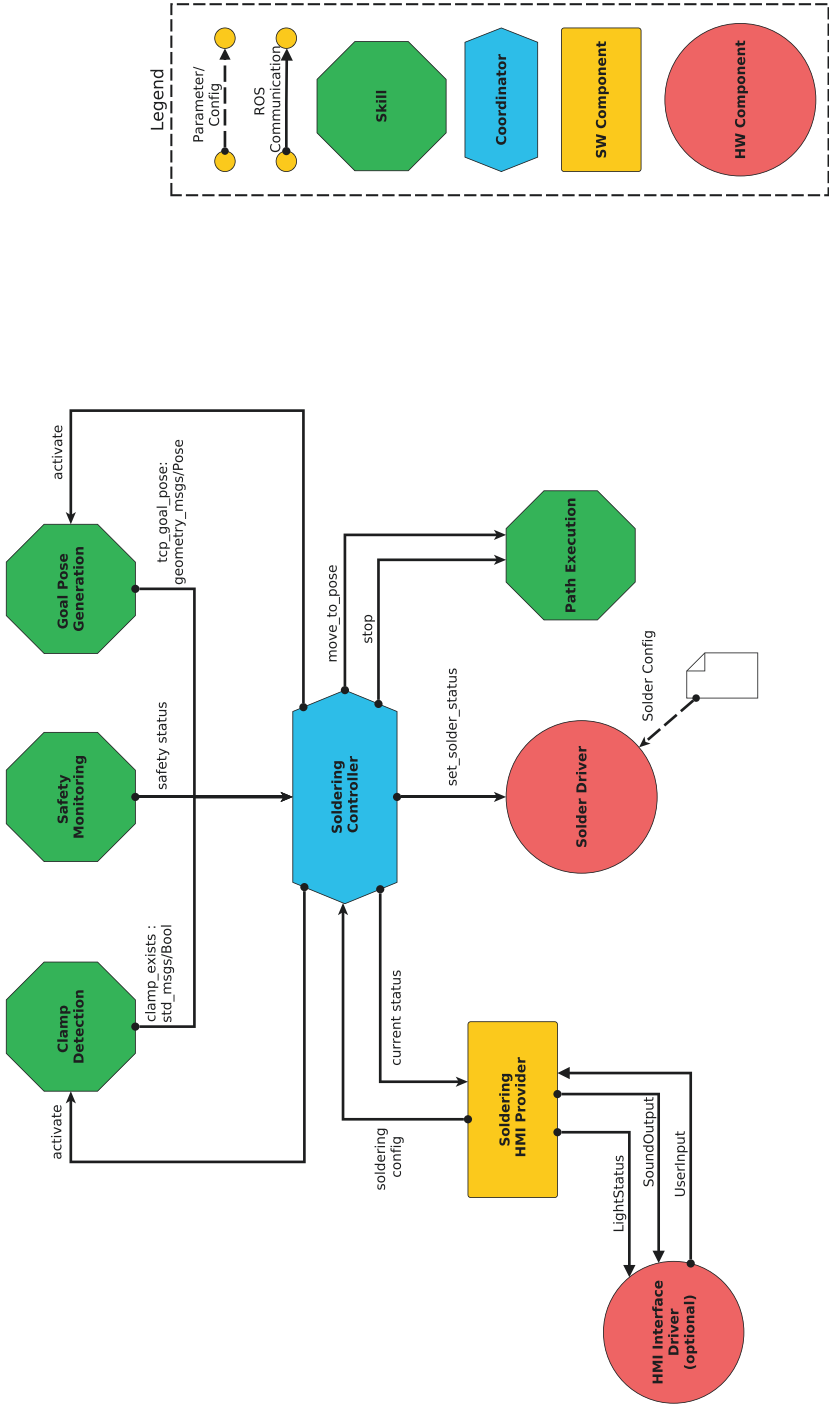 activate
Clamp
Detection
clamp_exists :
std_msgs/Bool
Safety
Monitoring
safety status
Goal Pose
Generation
tcp_goal_pose:
geometry_msgs/Pose
activate
Soldering
Controller
soldering
config
current status
set_solder_status
move_to_pose
stop
Soldering
HMI Provider
Solder Driver
Solder Config
Path Execution
LightStatus
SoundOutput
UserInput
HMI Interface
Driver
(optional)
Legend
Parameter/
Config
ROS
Communication
Skill
Coordinator
SW Component
HW Component